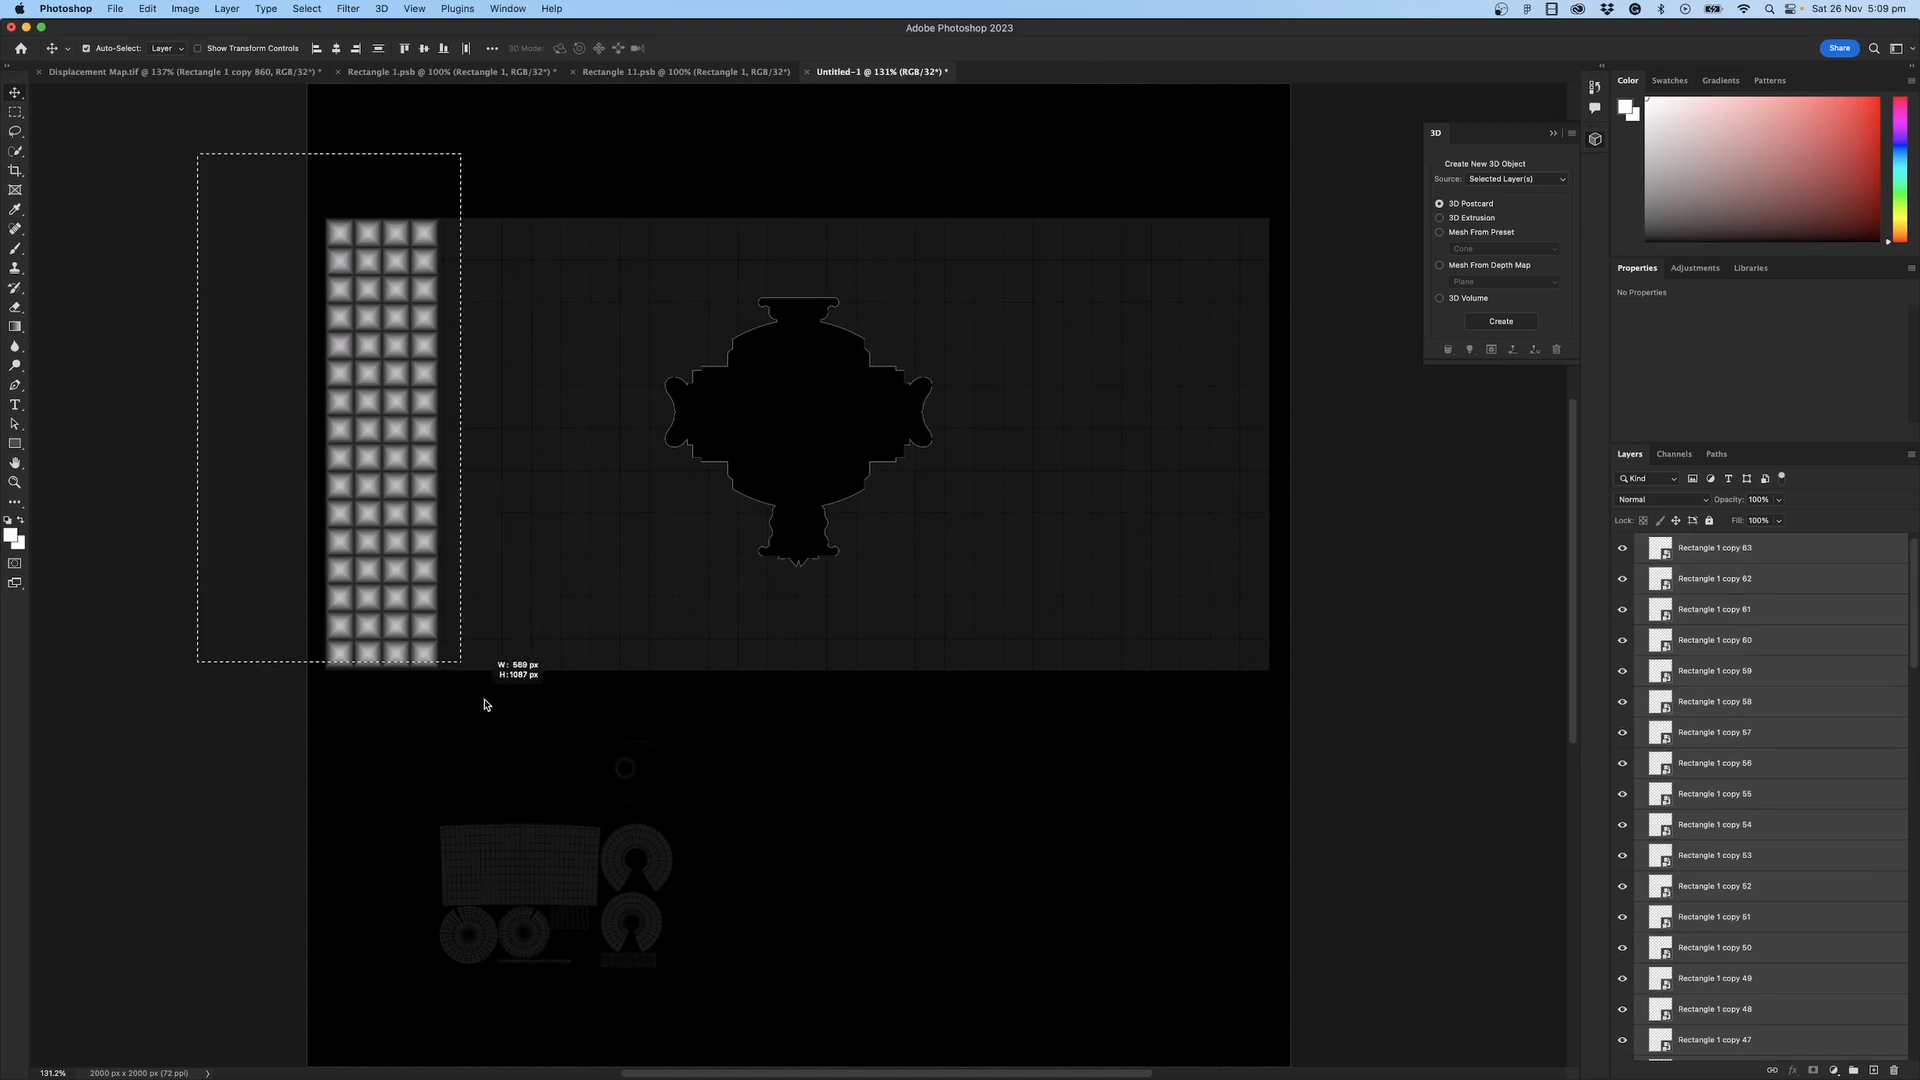 Photoshop File Edit Image Layer Type Select Filter 3D View Plugins Window Help Sat 26 Nov 5:09 pm
Adobe Photoshop 2023
Auto-Select: Layer Show Transform Controls 3D Mode: Share
Displacement Map.tif @ 137% (Rectangle 1 copy 860, RGB/32*) * Rectangle 1.psb @ 100% (Rectangle 1, RGB/32*) * Rectangle 11.psb @ 100% (Rectangle 1, RGB/32*) Untitled-1 @ 131% (RGB/32*) *
Color Swatches Gradients Patterns
3D
Create New 3D Object
Source: Selected Layer(s)
3D Postcard
3D Extrusion
Mesh From Preset
Cone
Mesh From Depth Map
Plane
3D Volume
Create
Properties Adjustments Libraries
No Properties
Layers Channels Paths
Kind
Normal Opacity: 100%
Lock: Fill: 100%
Rectangle 1 copy 63
Rectangle 1 copy 62
Rectangle 1 copy 61
Rectangle 1 copy 60
Rectangle 1 copy 59
Rectangle 1 copy 58
Rectangle 1 copy 57
Rectangle 1 copy 56
Rectangle 1 copy 55
Rectangle 1 copy 54
Rectangle 1 copy 53
Rectangle 1 copy 52
Rectangle 1 copy 51
Rectangle 1 copy 50
Rectangle 1 copy 49
Rectangle 1 copy 48
Rectangle 1 copy 47
W: 589 px
H: 1087 px
131.2% 2000 px x 2000 px (72 ppi)